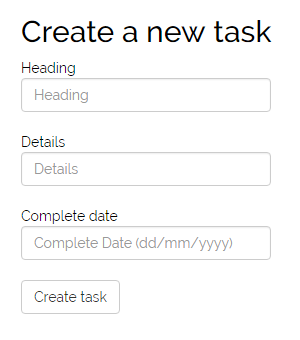 Create a new task
Heading
Heading
Details
Details
Complete date
Complete Date (dd/mm/yyyy)
Create task